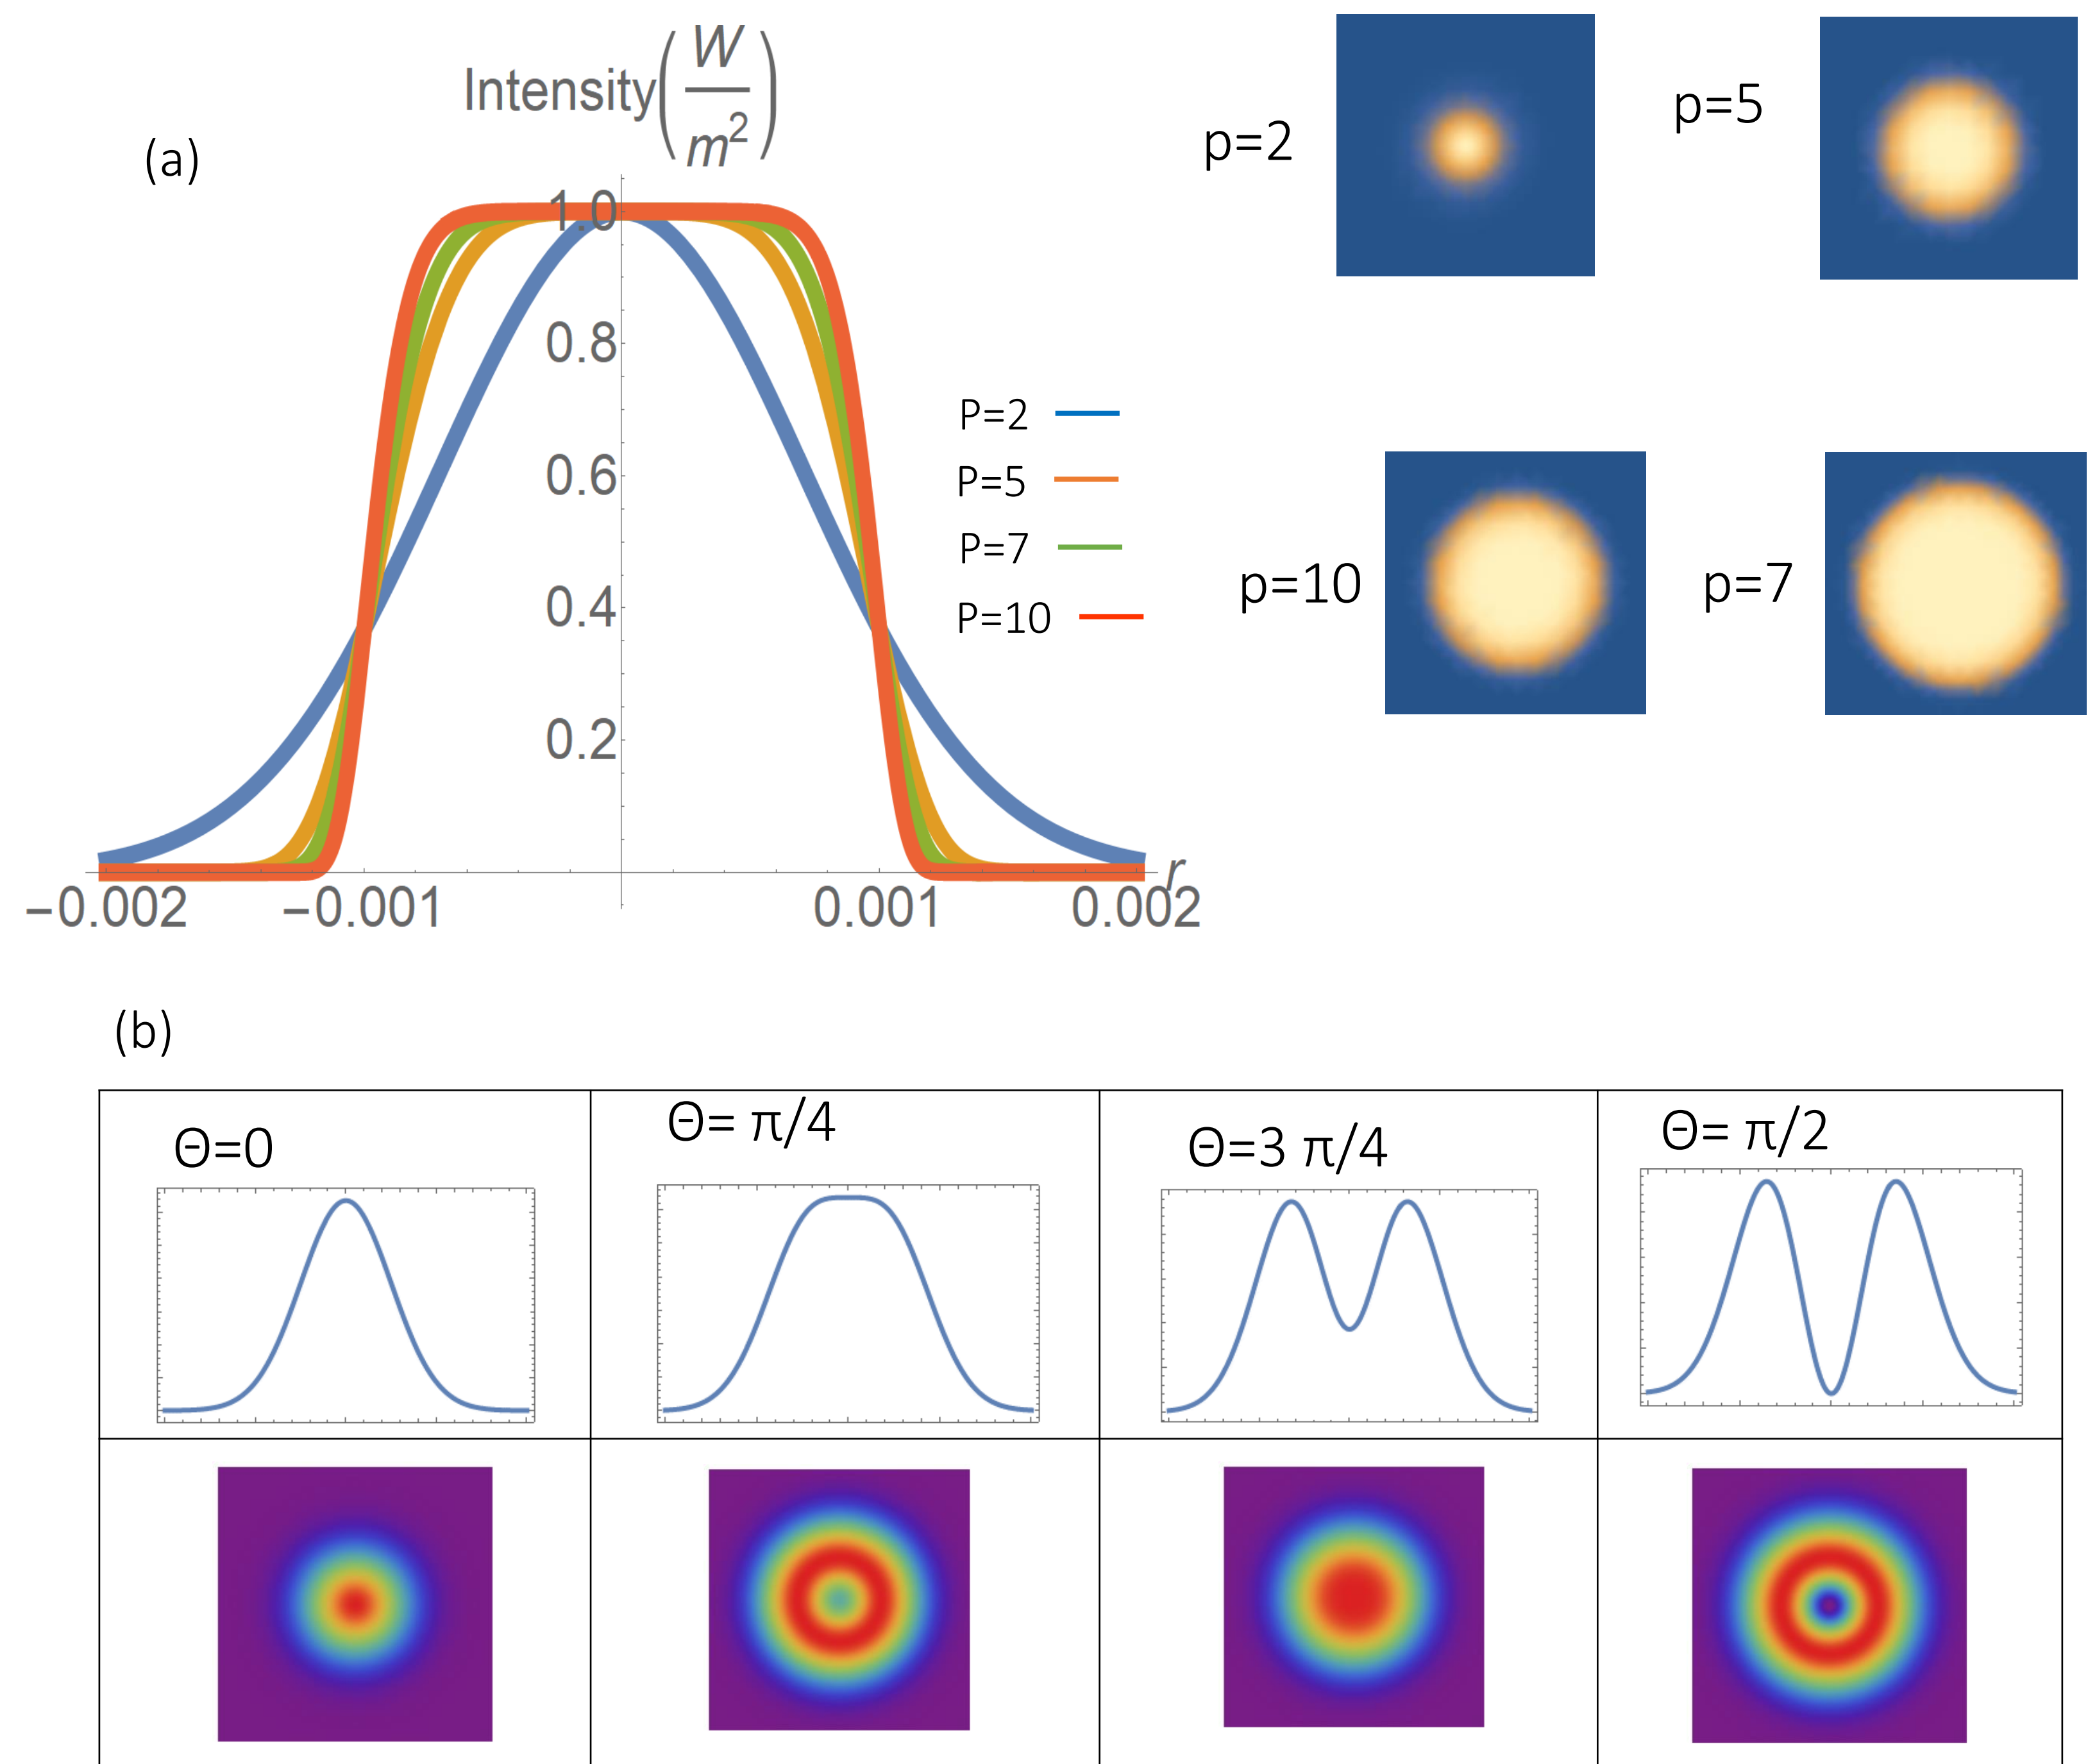 (a)
Intensity(W/m²)
1.0
0.8
0.6
0.4
0.2
−0.002
−0.001
0.001
0.002
r
P=2
P=5
P=7
P=10
p=2
p=5
p=10
p=7
(b)
Θ=0
Θ= π/4
Θ=3 π/4
Θ= π/2